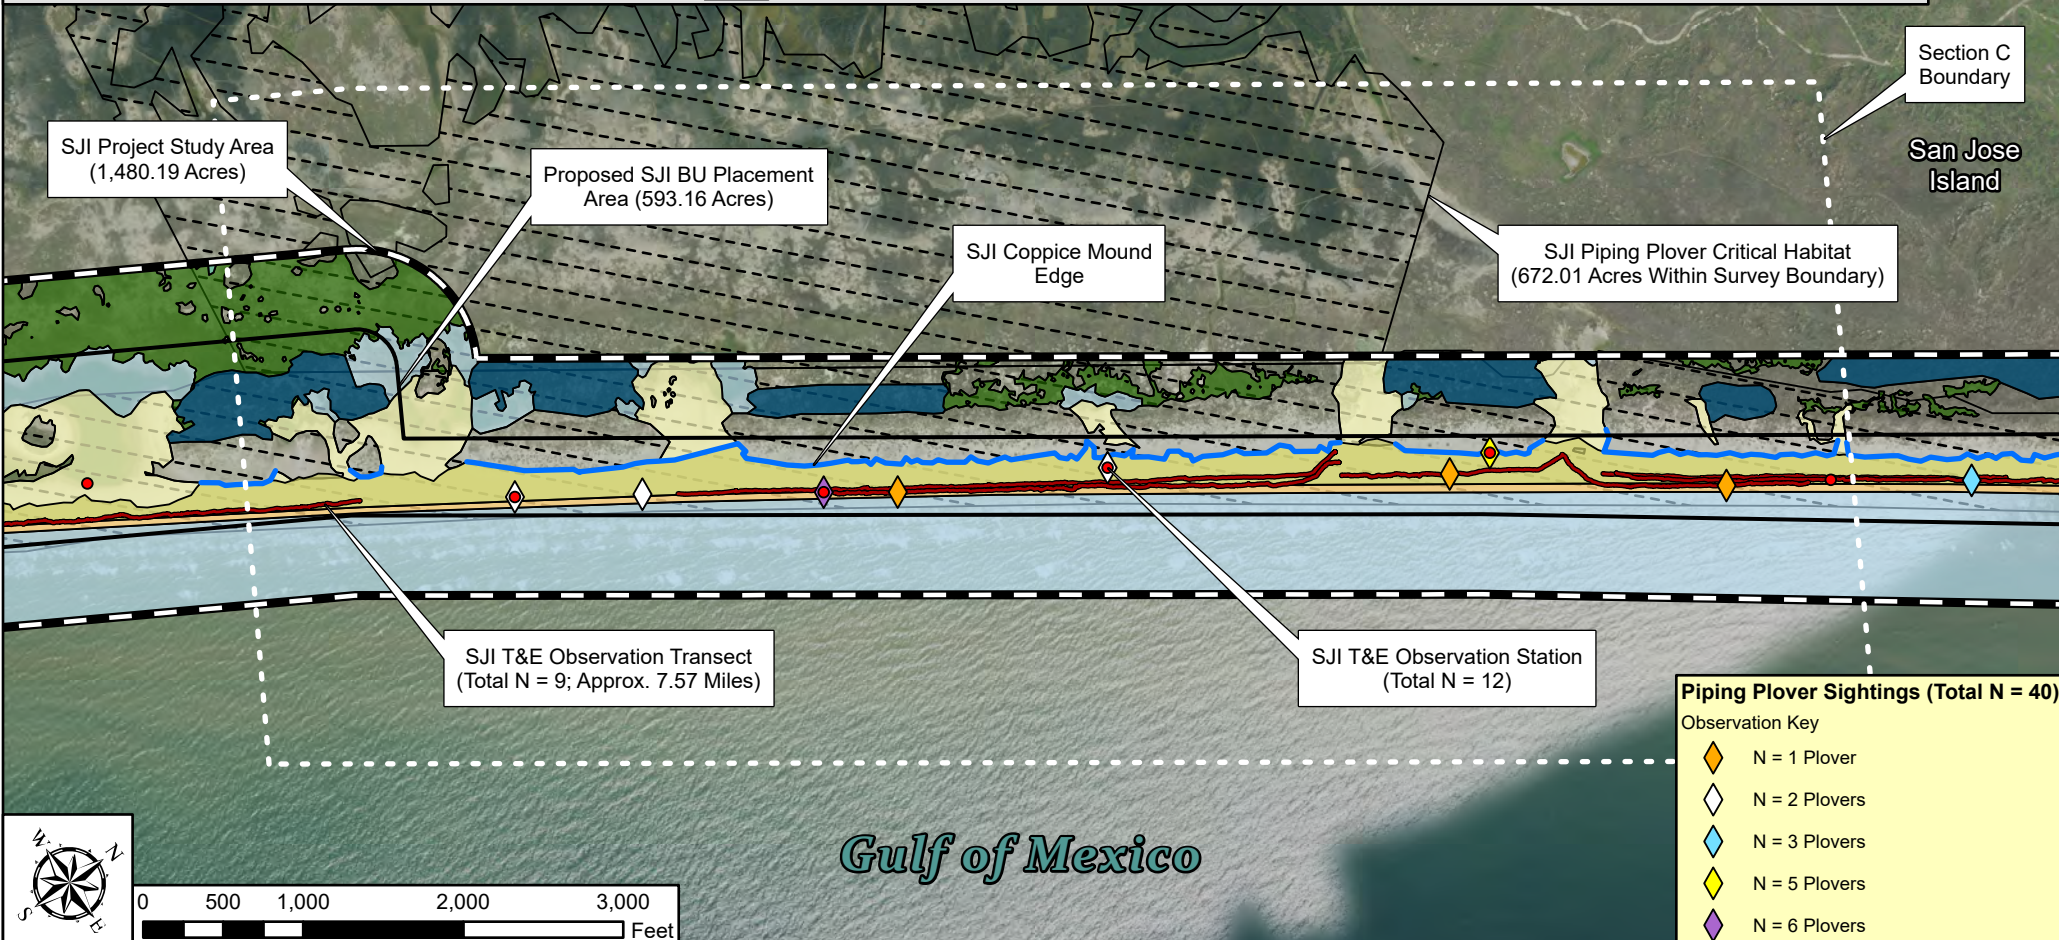 Section C
Boundary
San Jose
Island
SJI Project Study Area
(1,480.19 Acres)
Proposed SJI BU Placement
Area (593.16 Acres)
SJI Coppice Mound
Edge
SJI Piping Plover Critical Habitat
(672.01 Acres Within Survey Boundary)
SJI T&E Observation Transect
(Total N = 9; Approx. 7.57 Miles)
SJI T&E Observation Station
(Total N = 12)
Piping Plover Sightings (Total N = 40)
Observation Key
N = 1 Plover
N = 2 Plovers
N = 3 Plovers
N = 5 Plovers
N = 6 Plovers
Gulf of Mexico
W N
S E
0 500 1,000 2,000 3,000
Feet